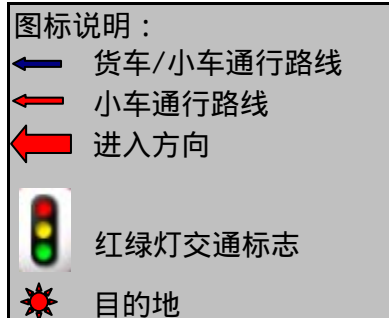 图标说明：
货车/小车通行路线
小车通行路线
进入方向
红绿灯交通标志
目的地